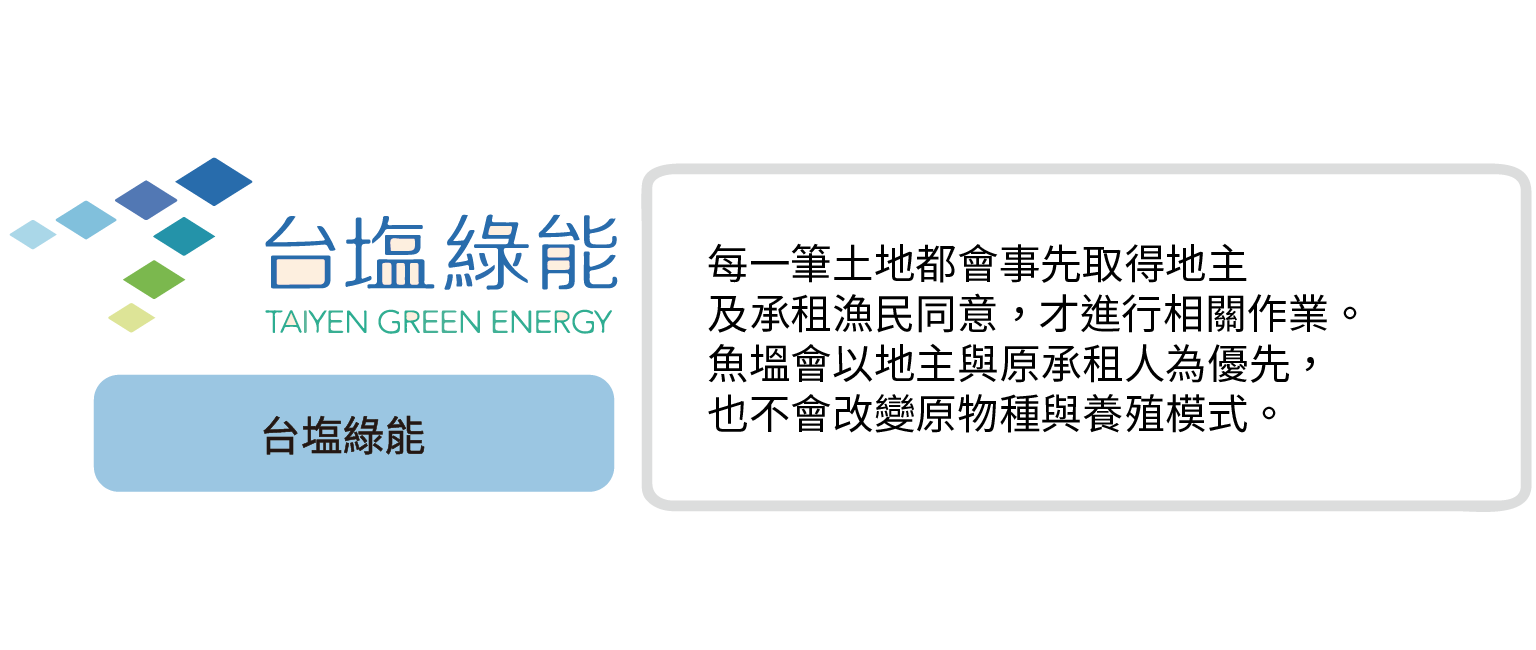 台塩綠能
TAIYEN GREEN ENERGY
台塩綠能
每一筆土地都會事先取得地主
及承租漁民同意，才進行相關作業。
魚塭會以地主與原承租人為優先，
也不會改變原物種與養殖模式。